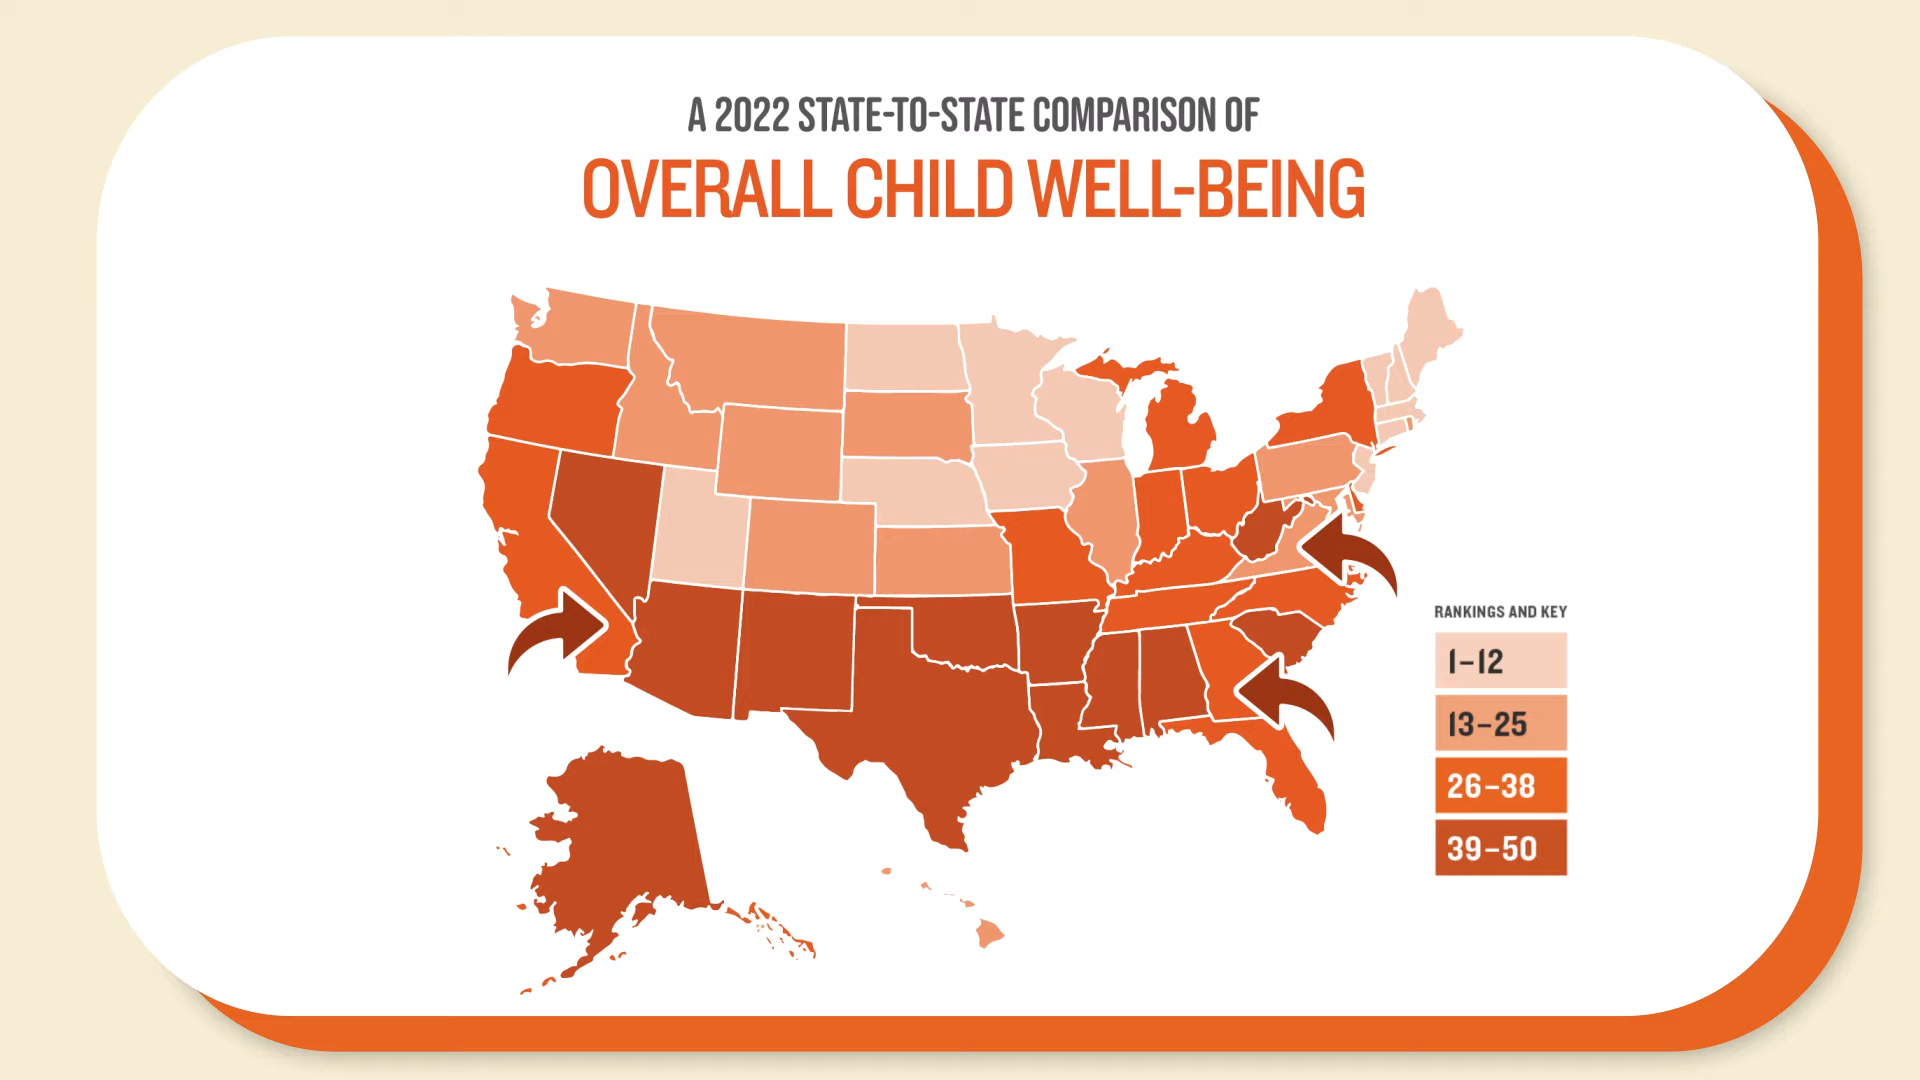 A 2022 STATE-TO-STATE COMPARISON OF
OVERALL CHILD WELL-BEING
RANKINGS AND KEY
1–12
13–25
26–38
39–50